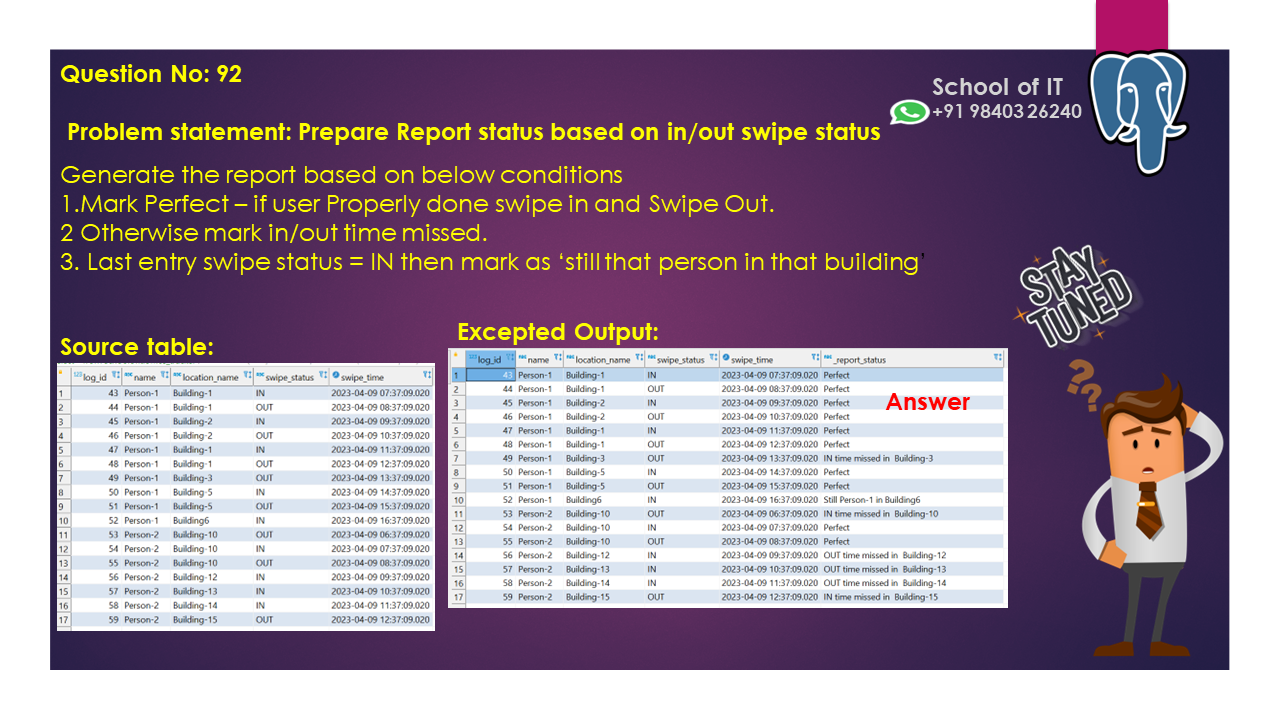 Question No: 92
School of IT
+91 98403 26240
Problem statement: Prepare Report status based on in/out swipe status
Generate the report based on below conditions
1.Mark Perfect – if user Properly done swipe in and Swipe Out.
2 Otherwise mark in/out time missed.
3. Last entry swipe status = IN then mark as ‘still that person in that building’
STAY
TUNED
Source table:
log_id name location_name swipe_status swipe_time
1 43 Person-1 Building-1 IN 2023-04-09 07:37:09.020
2 44 Person-1 Building-1 OUT 2023-04-09 08:37:09.020
3 45 Person-1 Building-2 IN 2023-04-09 09:37:09.020
4 46 Person-1 Building-2 OUT 2023-04-09 10:37:09.020
5 47 Person-1 Building-1 IN 2023-04-09 11:37:09.020
6 48 Person-1 Building-1 OUT 2023-04-09 12:37:09.020
7 49 Person-1 Building-3 OUT 2023-04-09 13:37:09.020
8 50 Person-1 Building-5 IN 2023-04-09 14:37:09.020
9 51 Person-1 Building-5 OUT 2023-04-09 15:37:09.020
10 52 Person-1 Building6 IN 2023-04-09 16:37:09.020
11 53 Person-2 Building-10 OUT 2023-04-09 06:37:09.020
12 54 Person-2 Building-10 IN 2023-04-09 07:37:09.020
13 55 Person-2 Building-10 OUT 2023-04-09 08:37:09.020
14 56 Person-2 Building-12 IN 2023-04-09 09:37:09.020
15 57 Person-2 Building-13 IN 2023-04-09 10:37:09.020
16 58 Person-2 Building-14 IN 2023-04-09 11:37:09.020
17 59 Person-2 Building-15 OUT 2023-04-09 12:37:09.020
Excepted Output:
log_id name location_name swipe_status swipe_time _report_status
1 43 Person-1 Building-1 IN 2023-04-09 07:37:09.020 Perfect
2 44 Person-1 Building-1 OUT 2023-04-09 08:37:09.020 Perfect
3 45 Person-1 Building-2 IN 2023-04-09 09:37:09.020 Perfect
Answer
4 46 Person-1 Building-2 OUT 2023-04-09 10:37:09.020 Perfect
5 47 Person-1 Building-1 IN 2023-04-09 11:37:09.020 Perfect
6 48 Person-1 Building-1 OUT 2023-04-09 12:37:09.020 Perfect
7 49 Person-1 Building-3 OUT 2023-04-09 13:37:09.020 IN time missed in Building-3
8 50 Person-1 Building-5 IN 2023-04-09 14:37:09.020 Perfect
9 51 Person-1 Building-5 OUT 2023-04-09 15:37:09.020 Perfect
10 52 Person-1 Building6 IN 2023-04-09 16:37:09.020 Still Person-1 in Building6
11 53 Person-2 Building-10 OUT 2023-04-09 06:37:09.020 IN time missed in Building-10
12 54 Person-2 Building-10 IN 2023-04-09 07:37:09.020 Perfect
13 55 Person-2 Building-10 OUT 2023-04-09 08:37:09.020 Perfect
14 56 Person-2 Building-12 IN 2023-04-09 09:37:09.020 OUT time missed in Building-12
15 57 Person-2 Building-13 IN 2023-04-09 10:37:09.020 OUT time missed in Building-13
16 58 Person-2 Building-14 IN 2023-04-09 11:37:09.020 OUT time missed in Building-14
17 59 Person-2 Building-15 OUT 2023-04-09 12:37:09.020 IN time missed in Building-15
??